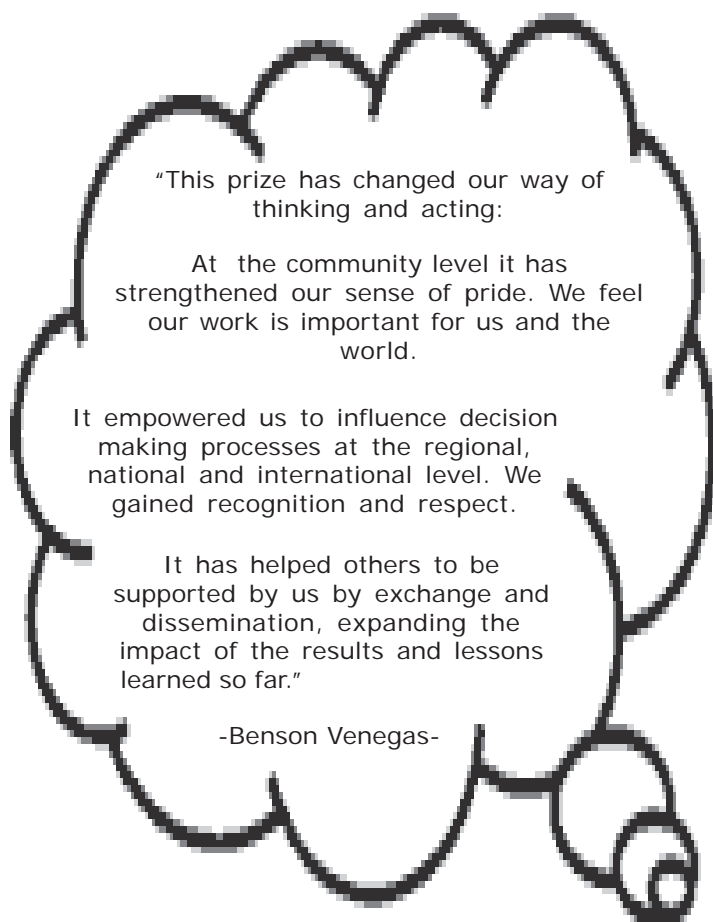 “This prize has changed our way of
thinking and acting:
At the community level it has
strengthened our sense of pride. We feel
our work is important for us and the
world.
It empowered us to influence decision
making processes at the regional,
national and international level. We
gained recognition and respect.
It has helped others to be
supported by us by exchange and
dissemination, expanding the
impact of the results and lessons
learned so far.”
-Benson Venegas-